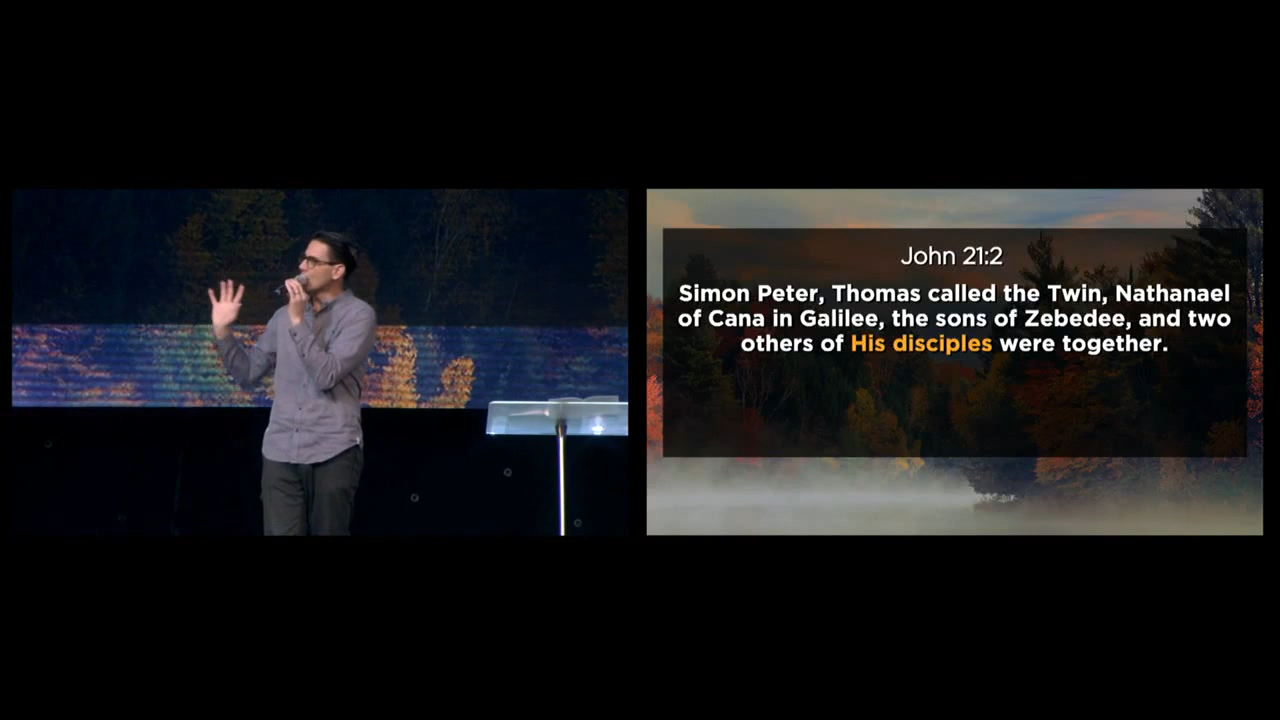 John 21:2
Simon Peter, Thomas called the Twin, Nathanael
of Cana in Galilee, the sons of Zebedee, and two
others of His disciples were together.